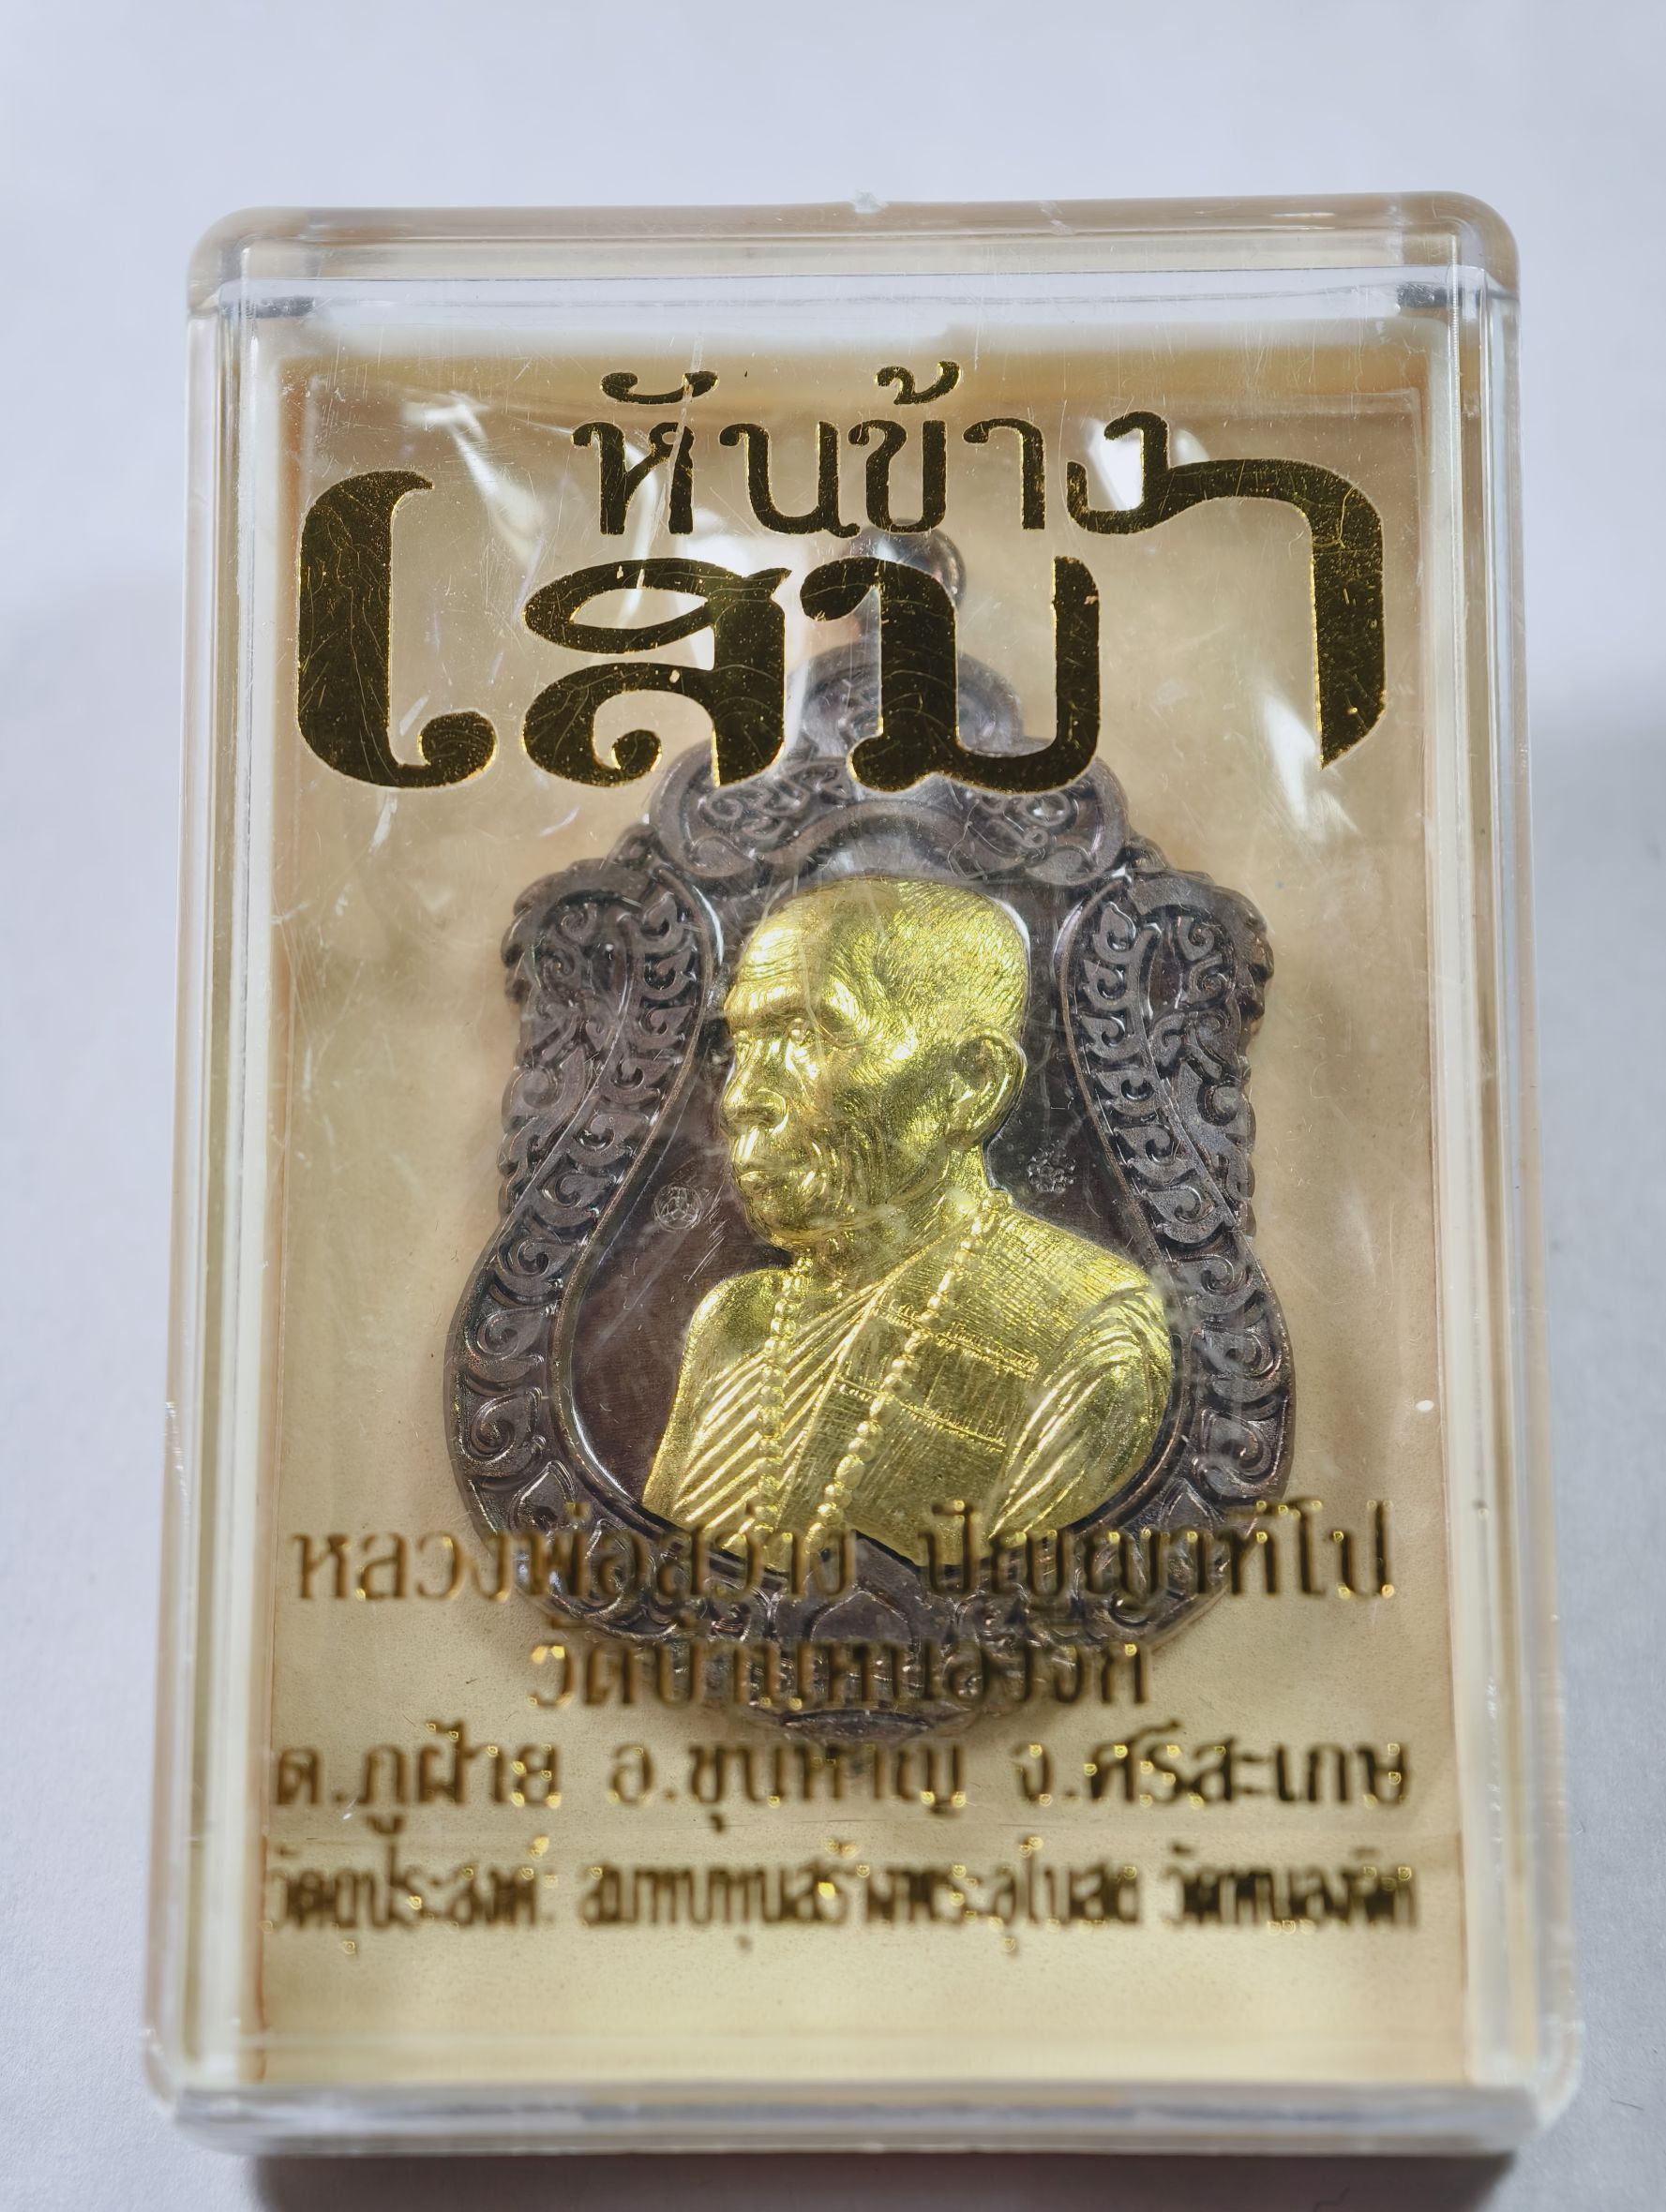 หันข้าง
เสมา
หลวงพ่อสว่าง ปัญญาทีโป
วัดบ้านหนองจิก
ต.ภูฝ้าย อ.ขุนหาญ จ.ศรีสะเกษ
วัตถุประสงค์ สมทบทุนสร้างพระอุโบสถ วัดหนองจิก